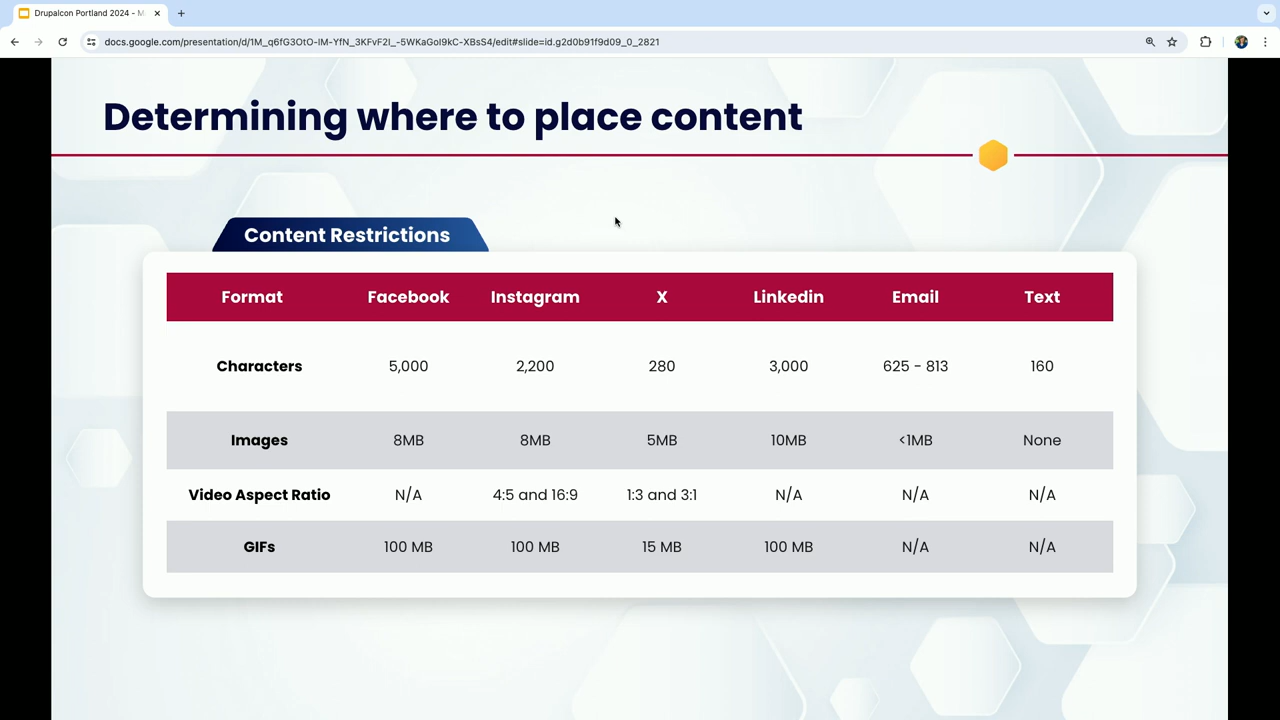 Drupalcon Portland 2024 - M
docs.google.com/presentation/d/1M_q6fG3OtO-IM-YfN_3KFvF2I_-5WKaGoI9kC-XBsS4/edit#slide=id.g2d0b91f9d09_0_2821
Determining where to place content
Content Restrictions
Format Facebook Instagram X Linkedin Email Text
Characters 5,000 2,200 280 3,000 625 - 813 160
Images 8MB 8MB 5MB 10MB <1MB None
Video Aspect Ratio N/A 4:5 and 16:9 1:3 and 3:1 N/A N/A N/A
GIFs 100 MB 100 MB 15 MB 100 MB N/A N/A